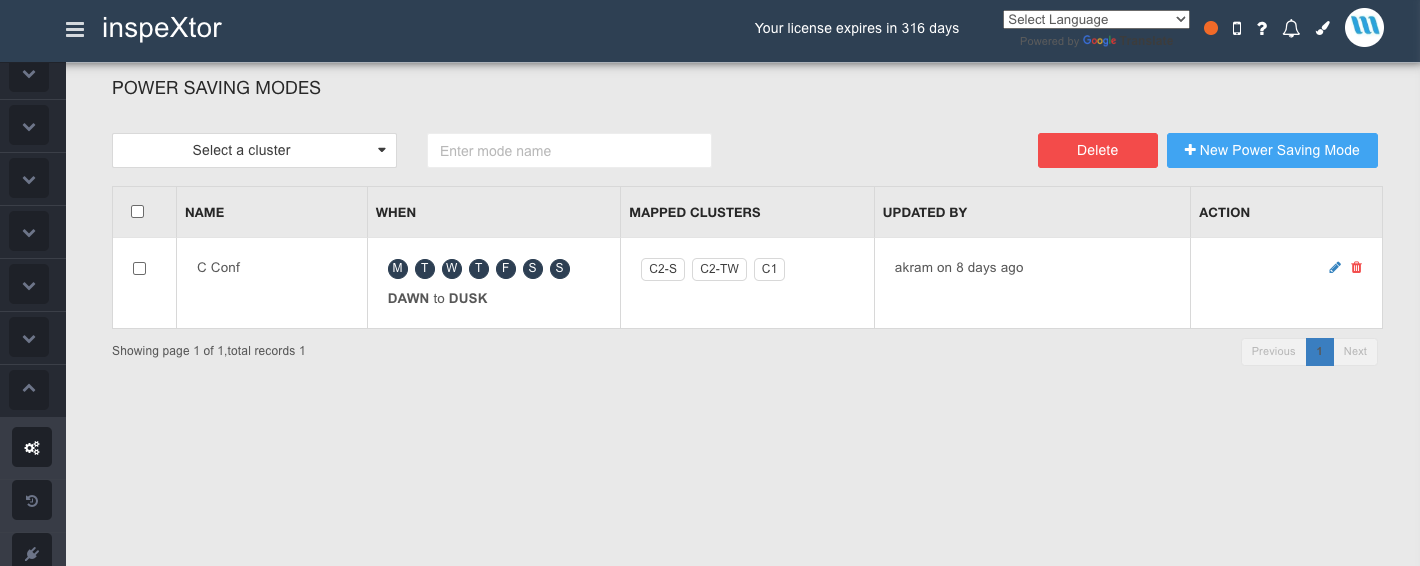 inspeXtor
Your license expires in 316 days
Select Language
Powered by Google
?
POWER SAVING MODES
Select a cluster
Enter mode name
Delete
New Power Saving Mode
NAME WHEN MAPPED CLUSTERS UPDATED BY ACTION
C Conf M T W T F S S C2-S C2-TW C1 akram on 8 days ago
DAWN to DUSK
Showing page 1 of 1,total records 1
Previous 1 Next